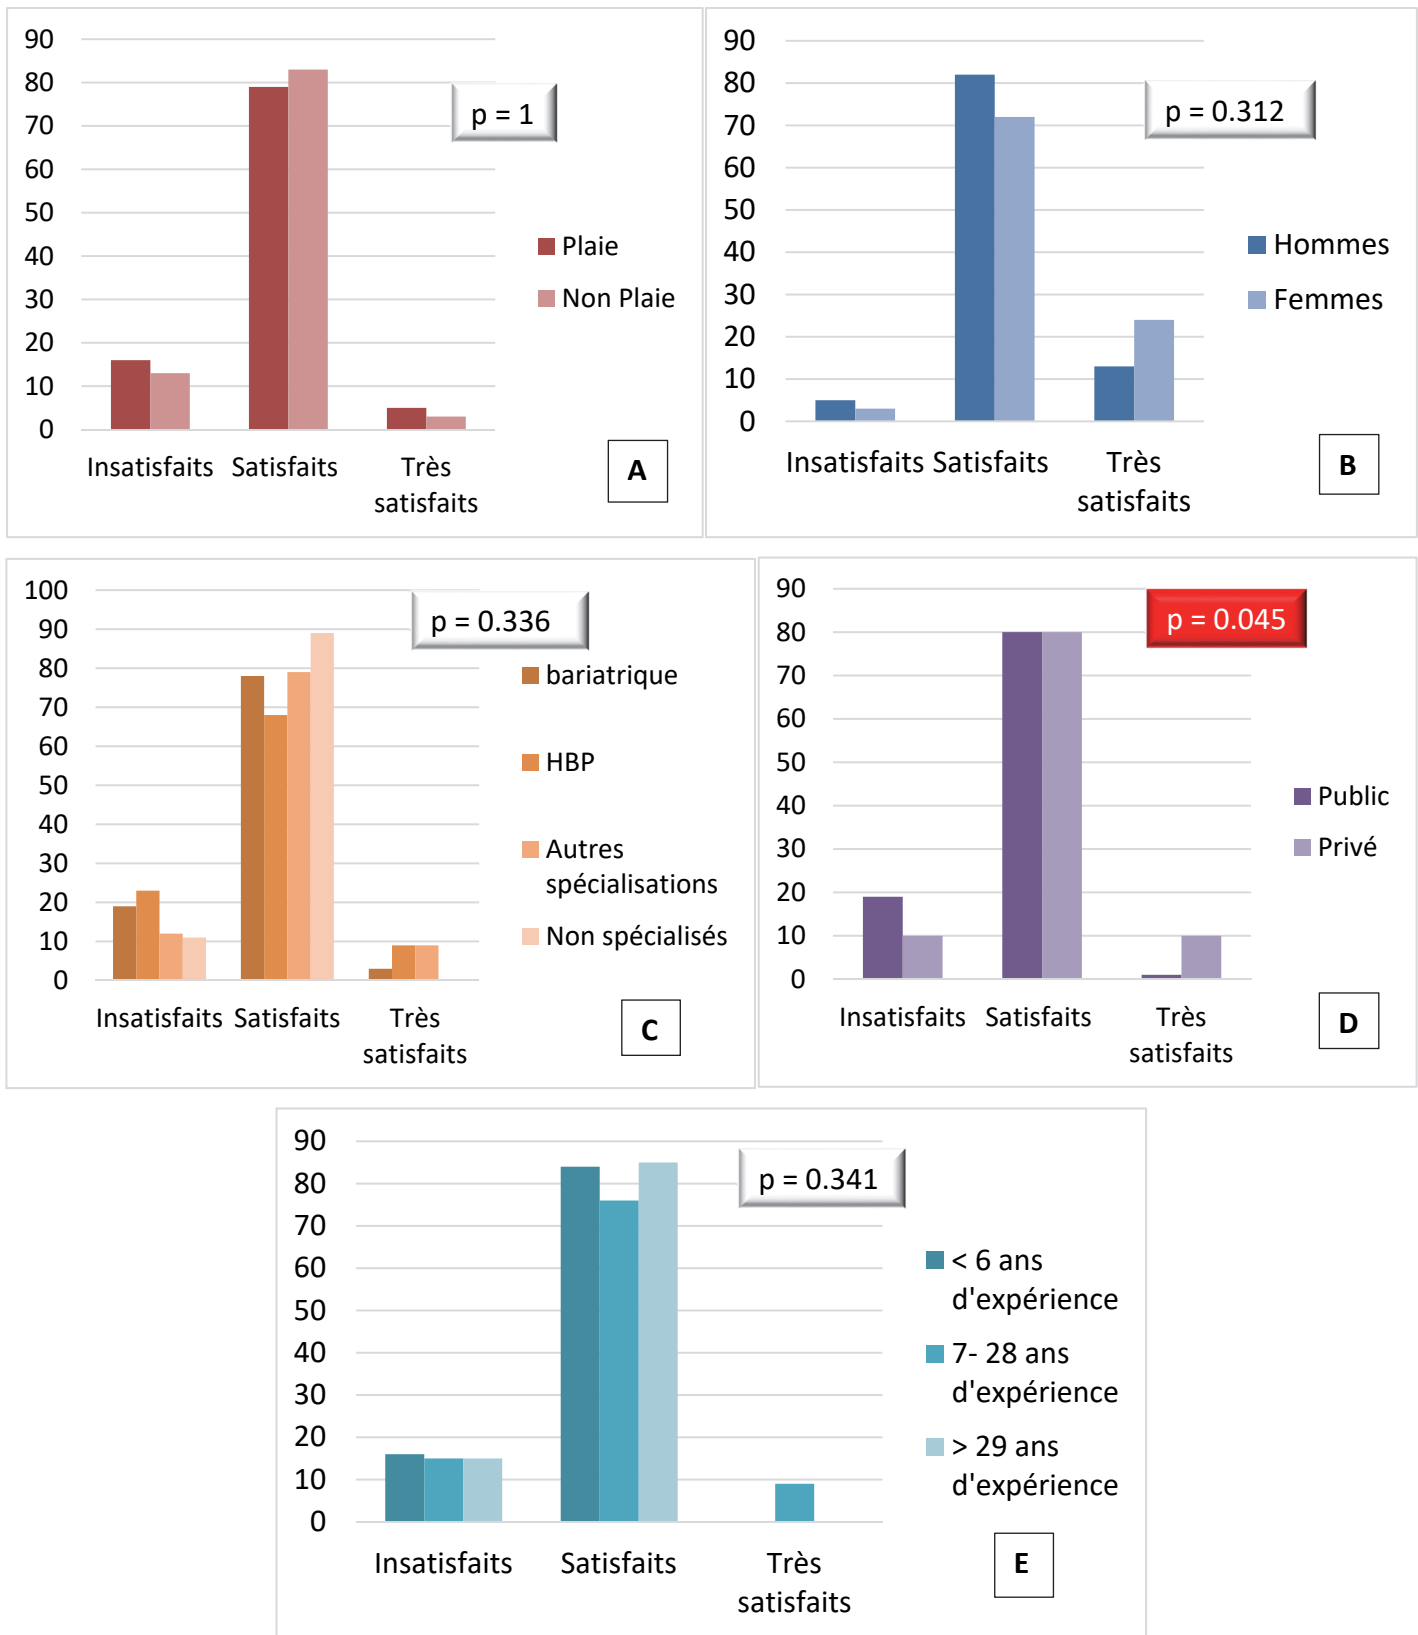 90
80
70
60
50
40
30
20
10
0
p = 1
Plaie
Non Plaie
Insatisfaits Satisfaits Très
satisfaits
A
90
80
70
60
50
40
30
20
10
0
p = 0.312
Hommes
Femmes
Insatisfaits Satisfaits Très
satisfaits
B
100
90
80
70
60
50
40
30
20
10
0
p = 0.336
bariatrique
HBP
Autres
spécialisations
Non spécialisés
Insatisfaits Satisfaits Très
satisfaits
C
90
80
70
60
50
40
30
20
10
0
p = 0.045
Public
Privé
Insatisfaits Satisfaits Très
satisfaits
D
90
80
70
60
50
40
30
20
10
0
p = 0.341
< 6 ans
d'expérience
7- 28 ans
d'expérience
> 29 ans
d'expérience
Insatisfaits Satisfaits Très
satisfaits
E